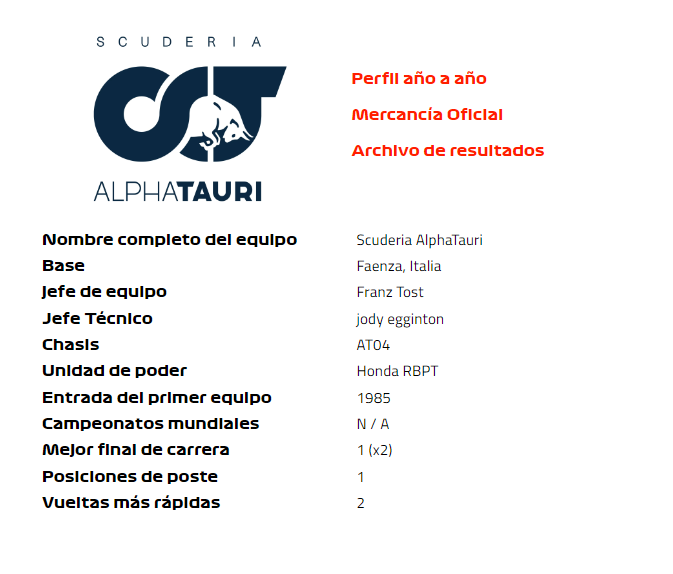 SCUDERIA
ALPHATAURI
Perfil año a año
Mercancía Oficial
Archivo de resultados
Nombre completo del equipo Scuderia AlphaTauri
Base Faenza, Italia
Jefe de equipo Franz Tost
Jefe Técnico jody egginton
Chasis AT04
Unidad de poder Honda RBPT
Entrada del primer equipo 1985
Campeonatos mundiales N / A
Mejor final de carrera 1 (x2)
Posiciones de poste 1
Vueltas más rápidas 2